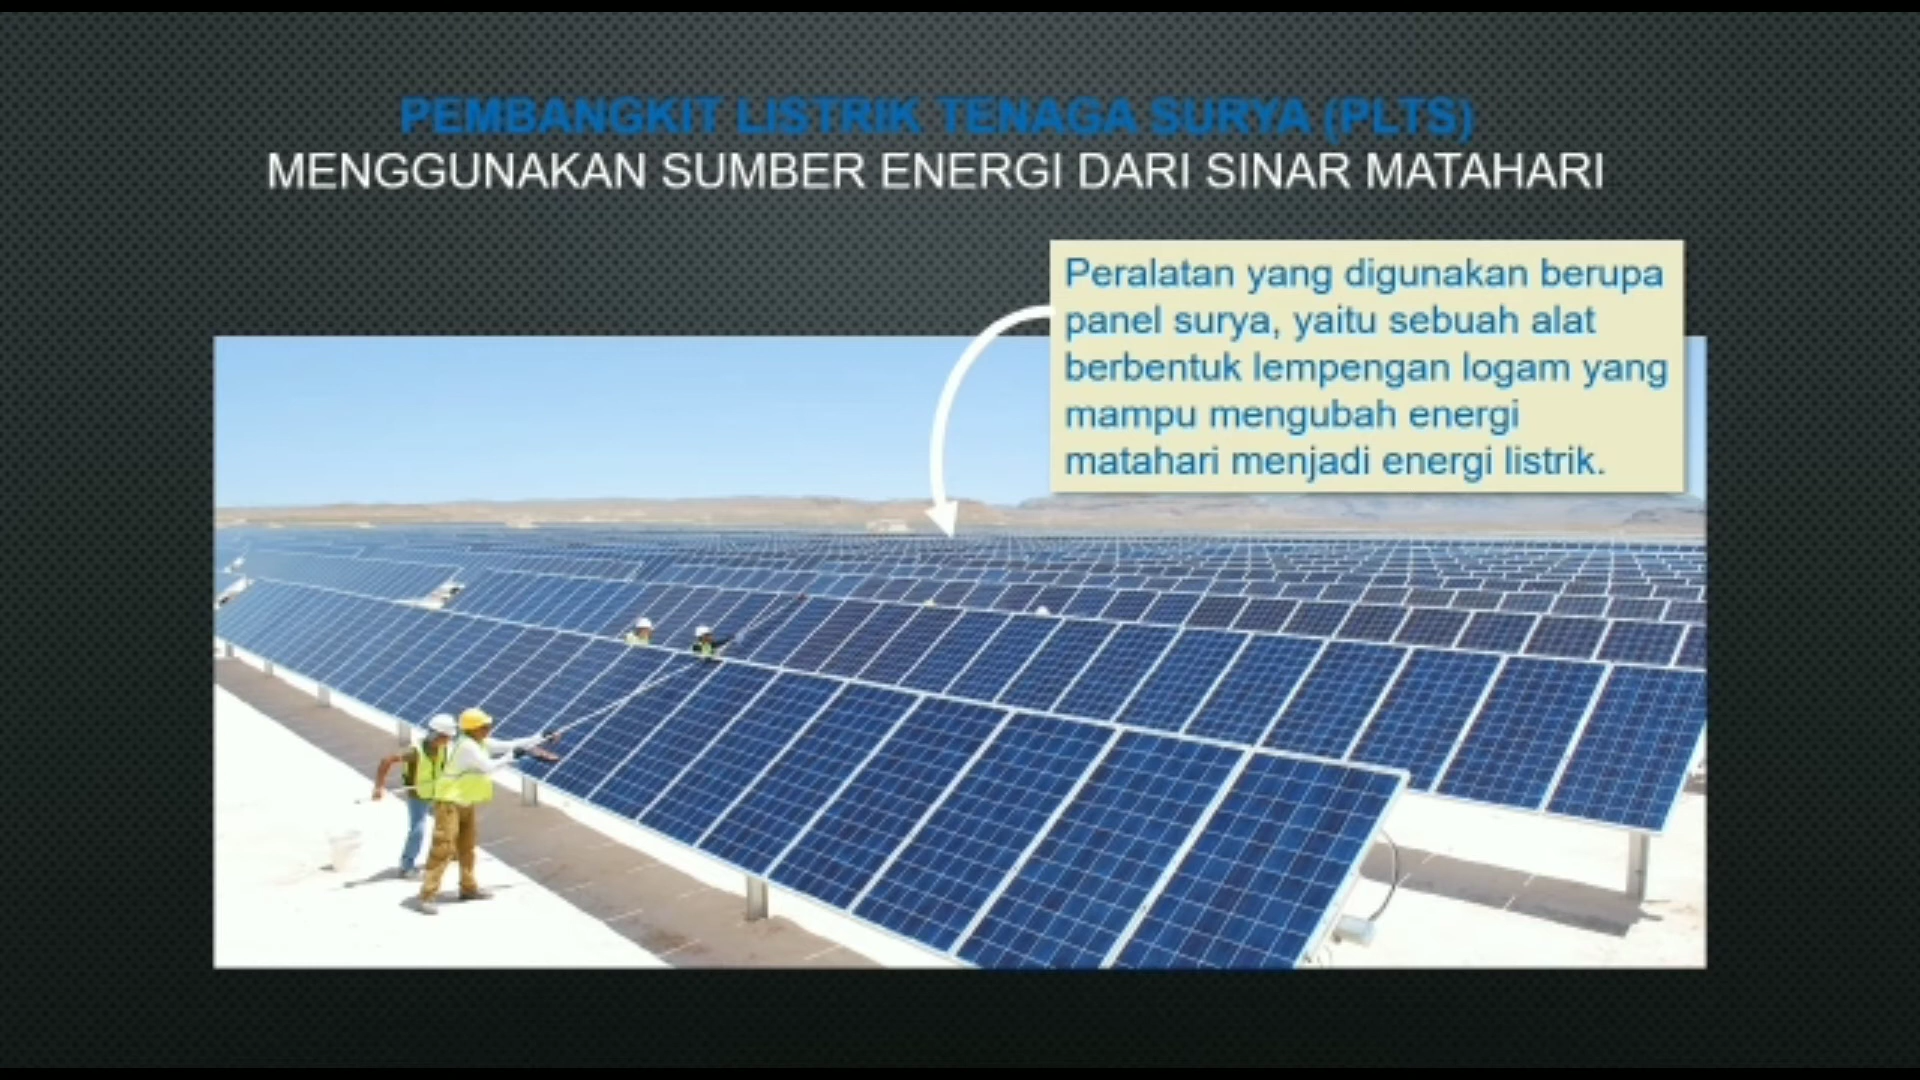 PEMBANGKIT LISTRIK TENAGA SURYA (PLTS)
MENGGUNAKAN SUMBER ENERGI DARI SINAR MATAHARI
Peralatan yang digunakan berupa
panel surya, yaitu sebuah alat
berbentuk lempengan logam yang
mampu mengubah energi
matahari menjadi energi listrik.